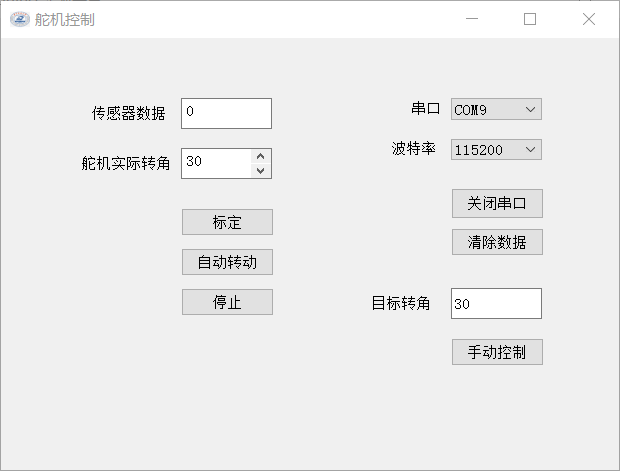 舵机控制
传感器数据 0
舵机实际转角 30
标定
自动转动
停止
串口 COM9
波特率 115200
关闭串口
清除数据
目标转角 30
手动控制